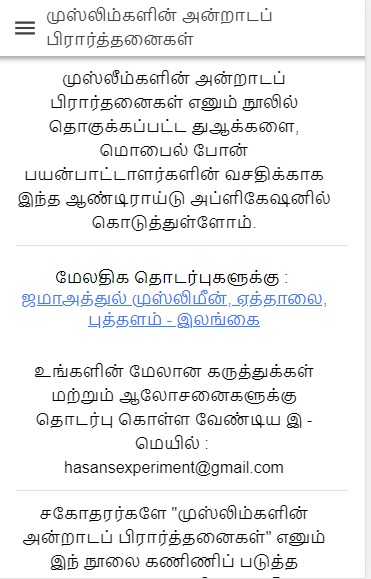 முஸ்லிம்களின் அன்றாடப்
பிரார்த்தனைகள்
முஸ்லீம்களின் அன்றாடப்
பிரார்த்தனைகள் எனும் நூலில்
தொகுக்கப்பட்ட துஆக்களை,
மொபைல் போன்
பயன்பாட்டாளர்களின் வசதிக்காக
இந்த ஆண்டிராய்டு அப்ளிகேஷனில்
கொடுத்துள்ளோம்.
மேலதிக தொடர்புகளுக்கு :
ஜமாஅத்துல் முஸ்லிமீன், ஏத்தாலை,
புத்தளம் - இலங்கை
உங்களின் மேலான கருத்துக்கள்
மற்றும் ஆலோசனைகளுக்கு
தொடர்பு கொள்ள வேண்டிய இ -
மெயில் :
hasansexperiment@gmail.com
சகோதரர்களே "முஸ்லிம்களின்
அன்றாடப் பிரார்த்தனைகள்" எனும்
இந் நூலை கணிணிப் படுத்த